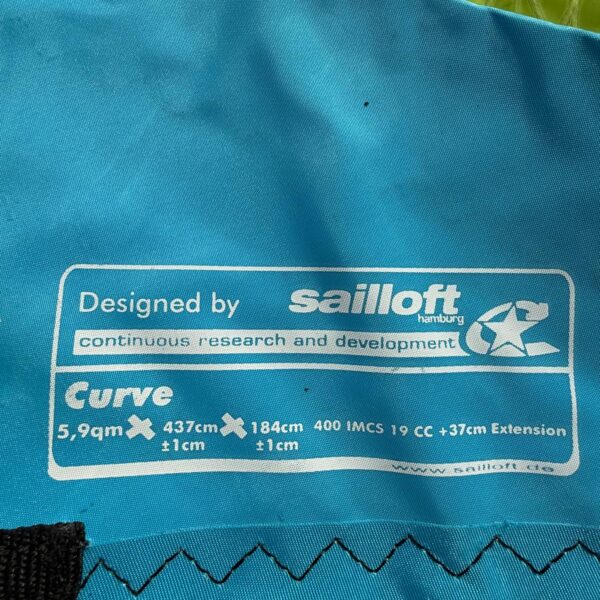 Designed by sailloft
hamburg
continuous research and development
Curve
5,9qm ✖ 437cm ✖ 184cm 400 IMCS 19 CC +37cm Extension
±1cm ±1cm
www.sailloft.de